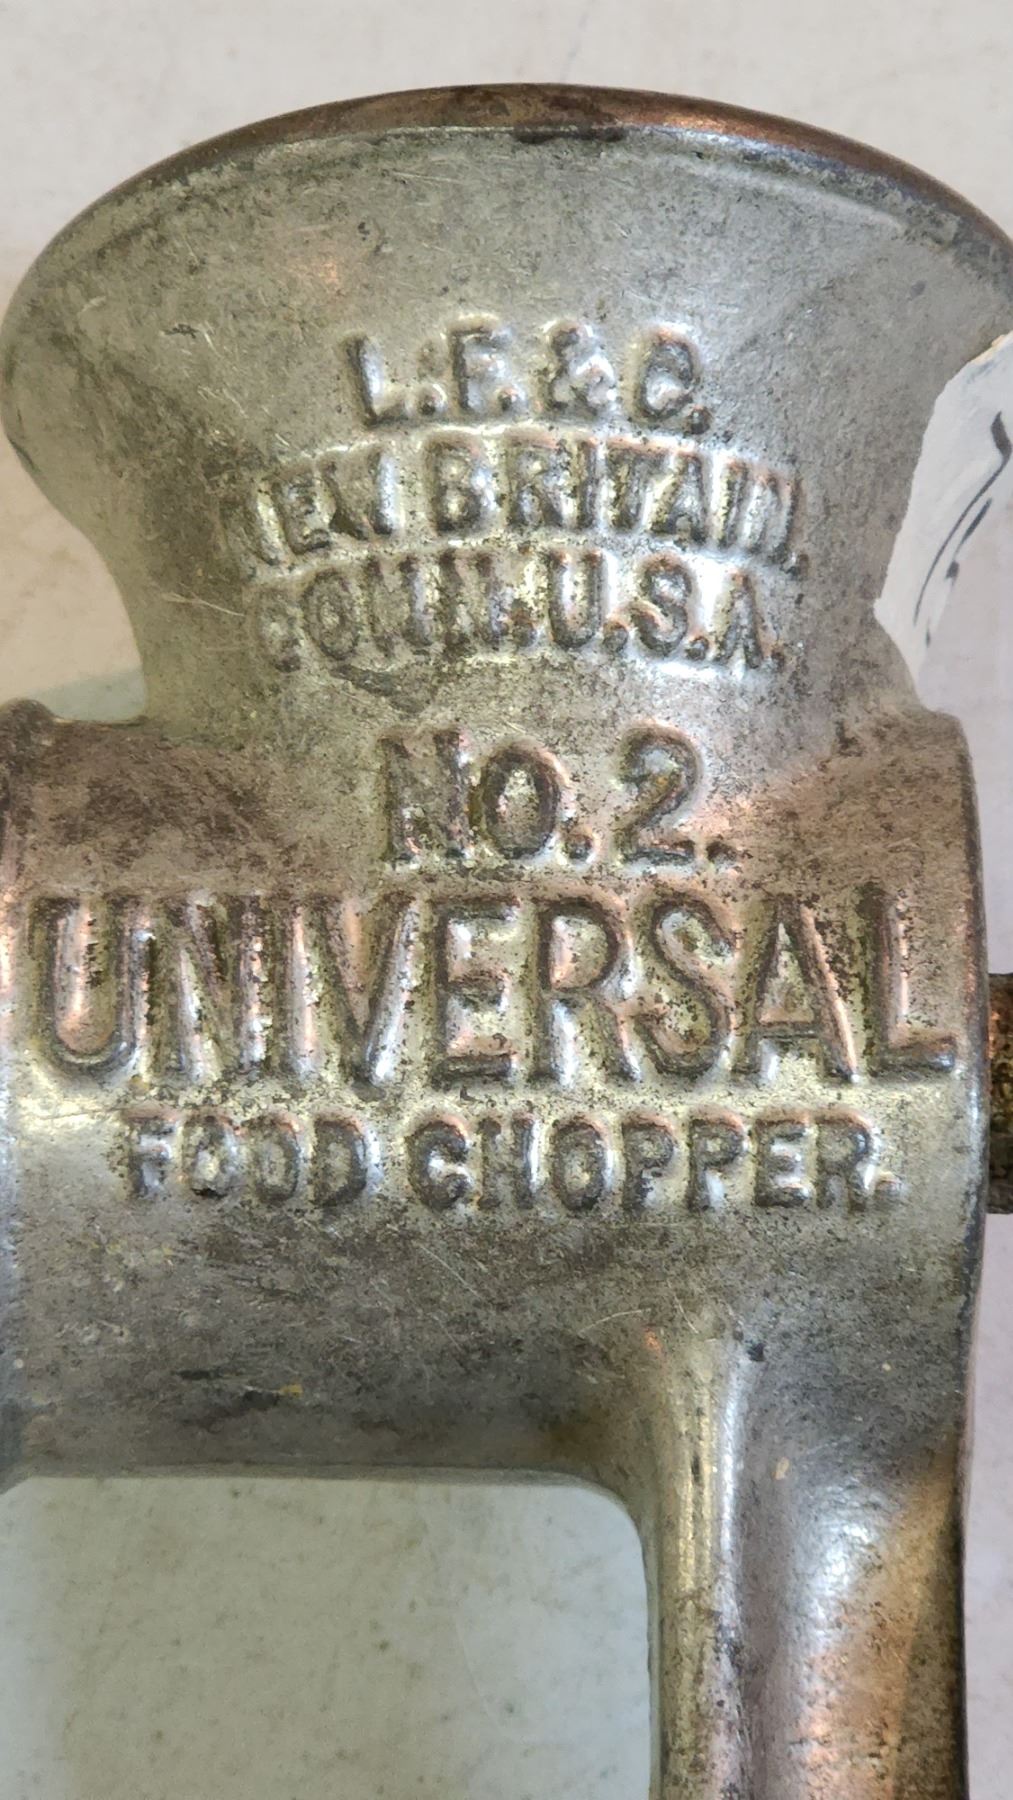 L.F. & C.
NEW BRITAIN.
CONN. U.S.A.
NO. 2.
UNIVERSAL
FOOD CHOPPER.